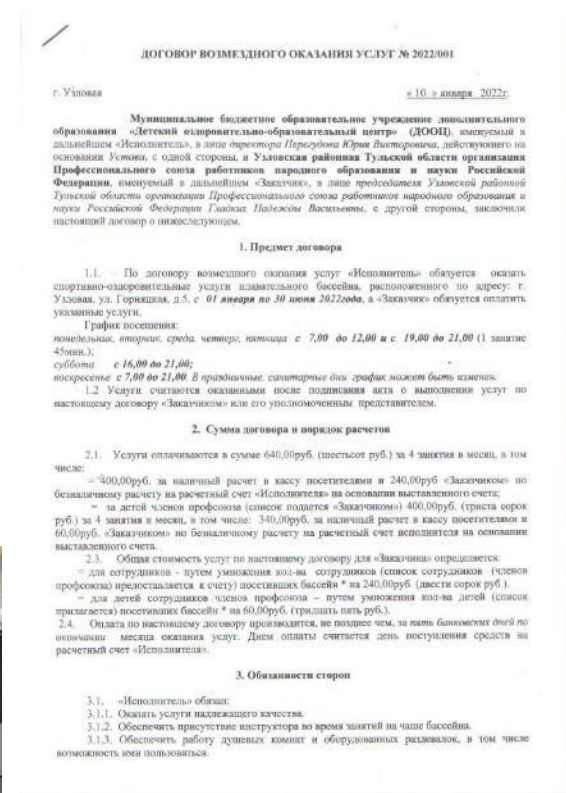 ДОГОВОР ВОЗМЕЗДНОГО ОКАЗАНИЯ УСЛУГ № 2022/001
г. Узловая « 10 » января 2022г.
Муниципальное бюджетное образовательное учреждение дополнительного
образования «Детский оздоровительно-образовательный центр» (ДООЦ), именуемый в
дальнейшем «Исполнитель», в лице директора Перегудова Юрия Викторовича, действующего на
основании Устава, с одной стороны, и Узловская районная Тульской области организация
Профессионального союза работников народного образования и науки Российской
Федерации, именуемый в дальнейшем «Заказчик», в лице председателя Узловской районной
Тульской области организации Профессионального союза работников народного образования и
науки Российской Федерации Гладких Надежды Васильевны, с другой стороны, заключили
настоящий договор о нижеследующем.
1. Предмет договора
1.1. - По договору возмездного оказания услуг «Исполнитель» обязуется оказать
спортивно-оздоровительные услуги плавательного бассейна, расположенного по адресу: г.
Узловая, ул. Горняцкая, д.5, с 01 января по 30 июня 2022года, а «Заказчик» обязуется оплатить
указанные услуги.
График посещения:
понедельник, вторник, среда, четверг, пятница с 7,00 до 12,00 и с 19,00 до 21,00 (1 занятие
45мин.);
суббота с 16,00 до 21,00;
воскресенье с 7,00 до 21,00. В праздничные, санитарные дни график может быть изменен.
1.2 Услуги считаются оказанными после подписания акта о выполнении услуг по
настоящему договору «Заказчиком» или его уполномоченным представителем.
2. Сумма договора и порядок расчетов
2.1. Услуги оплачиваются в сумме 640,00руб. (шестьсот руб.) за 4 занятия в месяц, в том
числе:
= 400,00руб. за наличный расчет в кассу посетителями и 240,00руб «Заказчиком» по
безналичному расчету на расчетный счет «Исполнителя» на основании выставленного счета;
= за детей членов профсоюза (список подается «Заказчиком») 400,00руб. (триста сорок
руб.) за 4 занятия в месяц, в том числе: 340,00руб. за наличный расчет в кассу посетителями и
60,00руб. «Заказчиком» по безналичному расчету на расчетный счет исполнителя на основании
выставленного счета.
2.3. Общая стоимость услуг по настоящему договору для «Заказчика» определяется:
= для сотрудников - путем умножения кол-ва сотрудников (список сотрудников (членов
профсоюза) предоставляется к счету) посетивших бассейн * на 240,00руб. (двести сорок руб.).
= для детей сотрудников членов профсоюза – путем умножения кол-ва детей (список
прилагается) посетивших бассейн * на 60,00руб. (тридцать пять руб.).
2.4. Оплата по настоящему договору производится, не позднее чем, за пять банковских дней по
окончании месяца оказания услуг. Днем оплаты считается день поступления средств на
расчетный счет «Исполнителя».
3. Обязанности сторон
3.1. «Исполнитель» обязан:
3.1.1. Оказать услуги надлежащего качества.
3.1.2. Обеспечить присутствие инструктора во время занятий на чаше бассейна.
3.1.3. Обеспечить работу душевых комнат и оборудованных раздевалок, в том числе
возможность ими пользоваться.